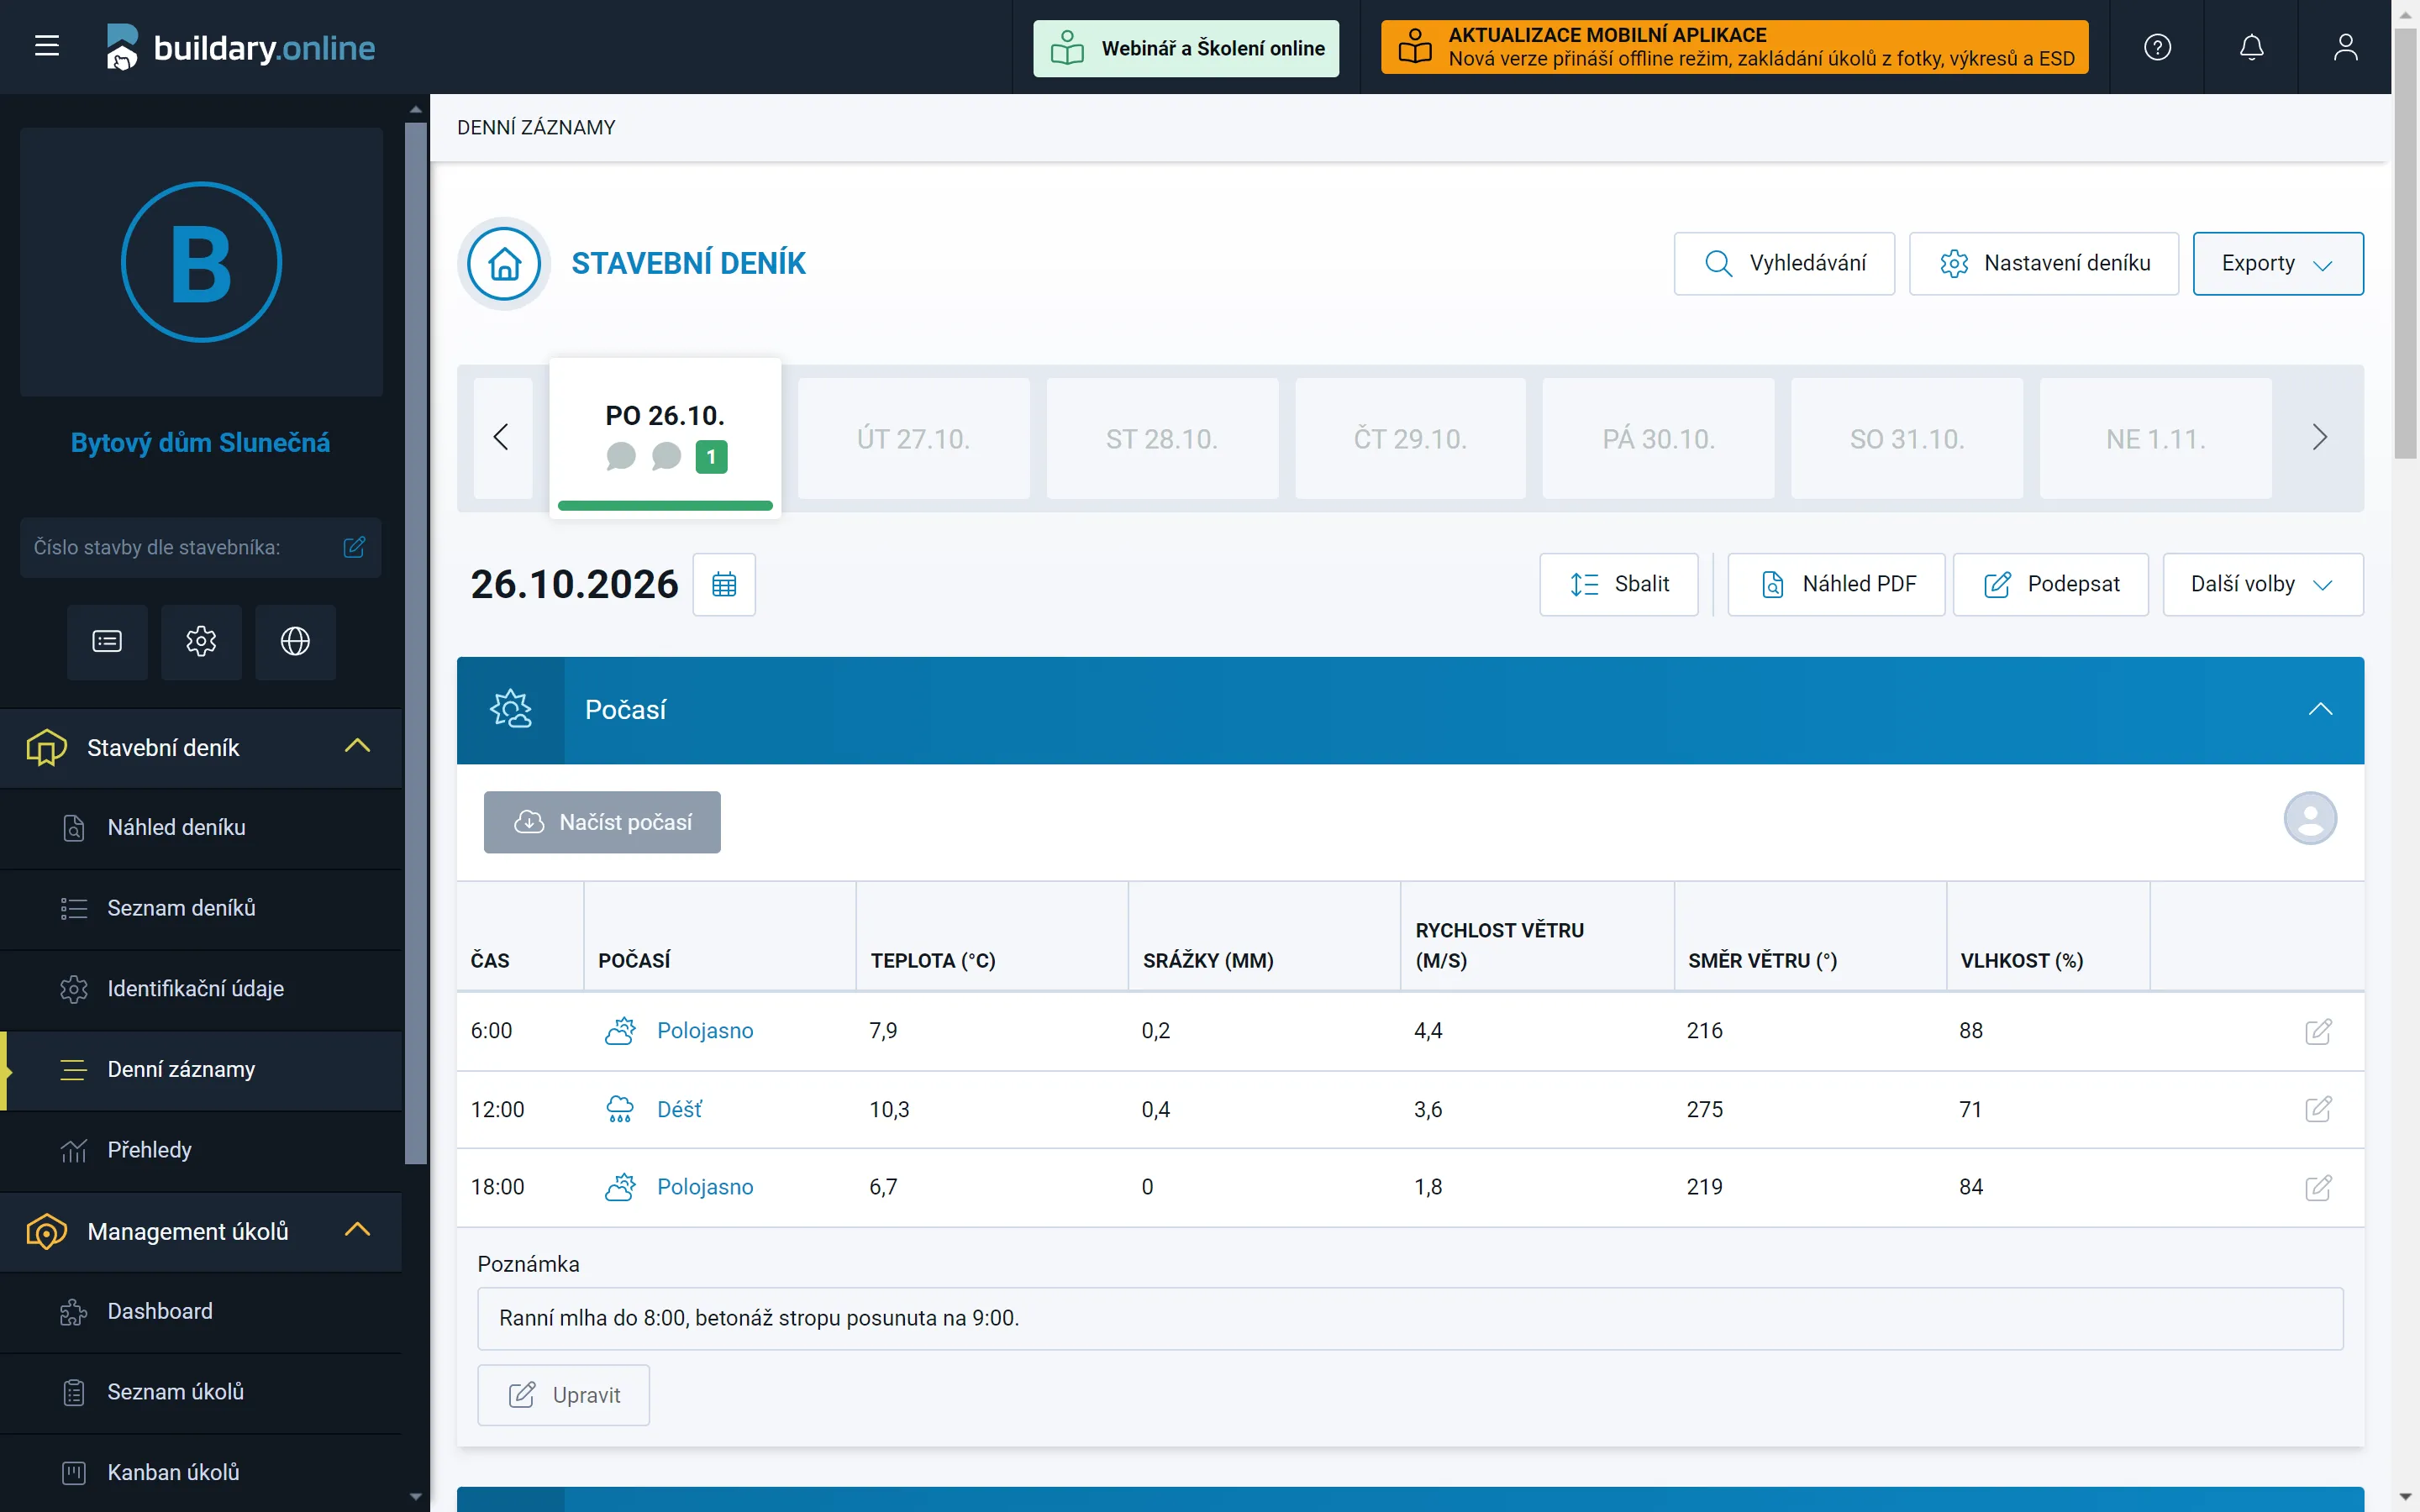 buildary.online
Webinář a Školení online
AKTUALIZACE MOBILNÍ APLIKACE
Nová verze přináší offline režim, zakládání úkolů z fotky, výkresů a ESD
B
Bytový dům Slunečná
Číslo stavby dle stavebníka:
Stavební deník
Náhled deníku
Seznam deníků
Identifikační údaje
Denní záznamy
Přehledy
Management úkolů
Dashboard
Seznam úkolů
Kanban úkolů
DENNÍ ZÁZNAMY
STAVEBNÍ DENÍK
Vyhledávání
Nastavení deníku
Exporty
PO 26.10.
1
ÚT 27.10.
ST 28.10.
ČT 29.10.
PÁ 30.10.
SO 31.10.
NE 1.11.
26.10.2026
Sbalit
Náhled PDF
Podepsat
Další volby
Počasí
Načíst počasí
ČAS POČASÍ TEPLOTA (°C) SRÁŽKY (MM) RYCHLOST VĚTRU (M/S) SMĚR VĚTRU (°) VLHKOST (%)
6:00 Polojasno 7,9 0,2 4,4 216 88
12:00 Déšť 10,3 0,4 3,6 275 71
18:00 Polojasno 6,7 0 1,8 219 84
Poznámka
Ranní mlha do 8:00, betonáž stropu posunuta na 9:00.
Upravit